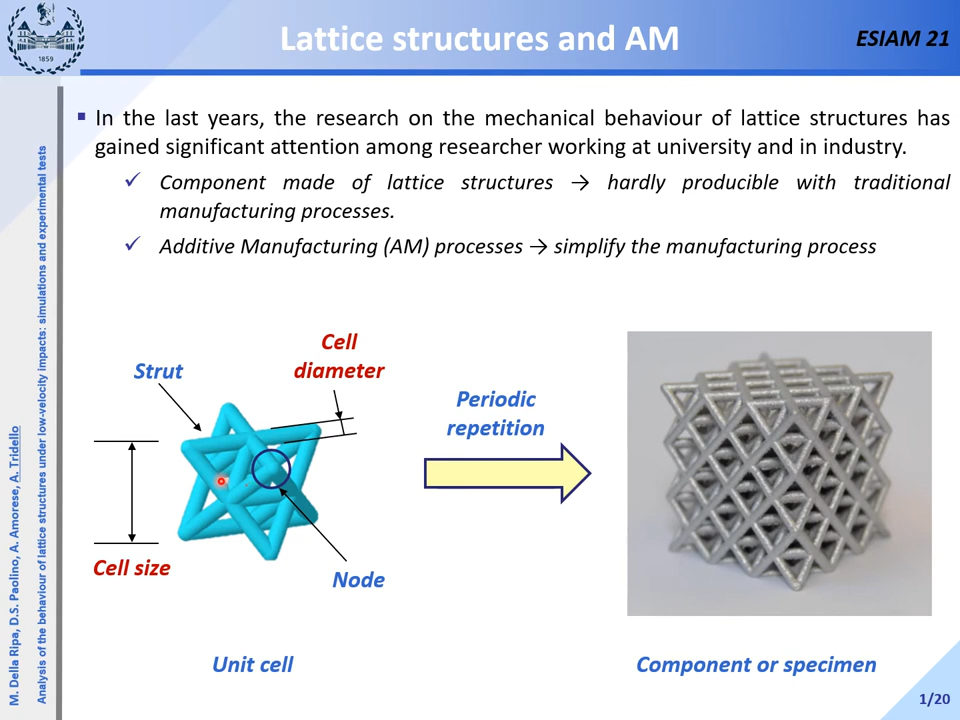 Lattice structures and AM
ESIAM 21
1859
▪ In the last years, the research on the mechanical behaviour of lattice structures has
gained significant attention among researcher working at university and in industry.
✓ Component made of lattice structures → hardly producible with traditional
manufacturing processes.
✓ Additive Manufacturing (AM) processes → simplify the manufacturing process
Cell
diameter
Strut
Periodic
repetition
Cell size
Node
Unit cell
Component or specimen
M. Della Ripa, D.S. Paolino, A. Amorese, A. Tridello
Analysis of the behaviour of lattice structures under low-velocity impacts: simulations and experimental tests
1/20